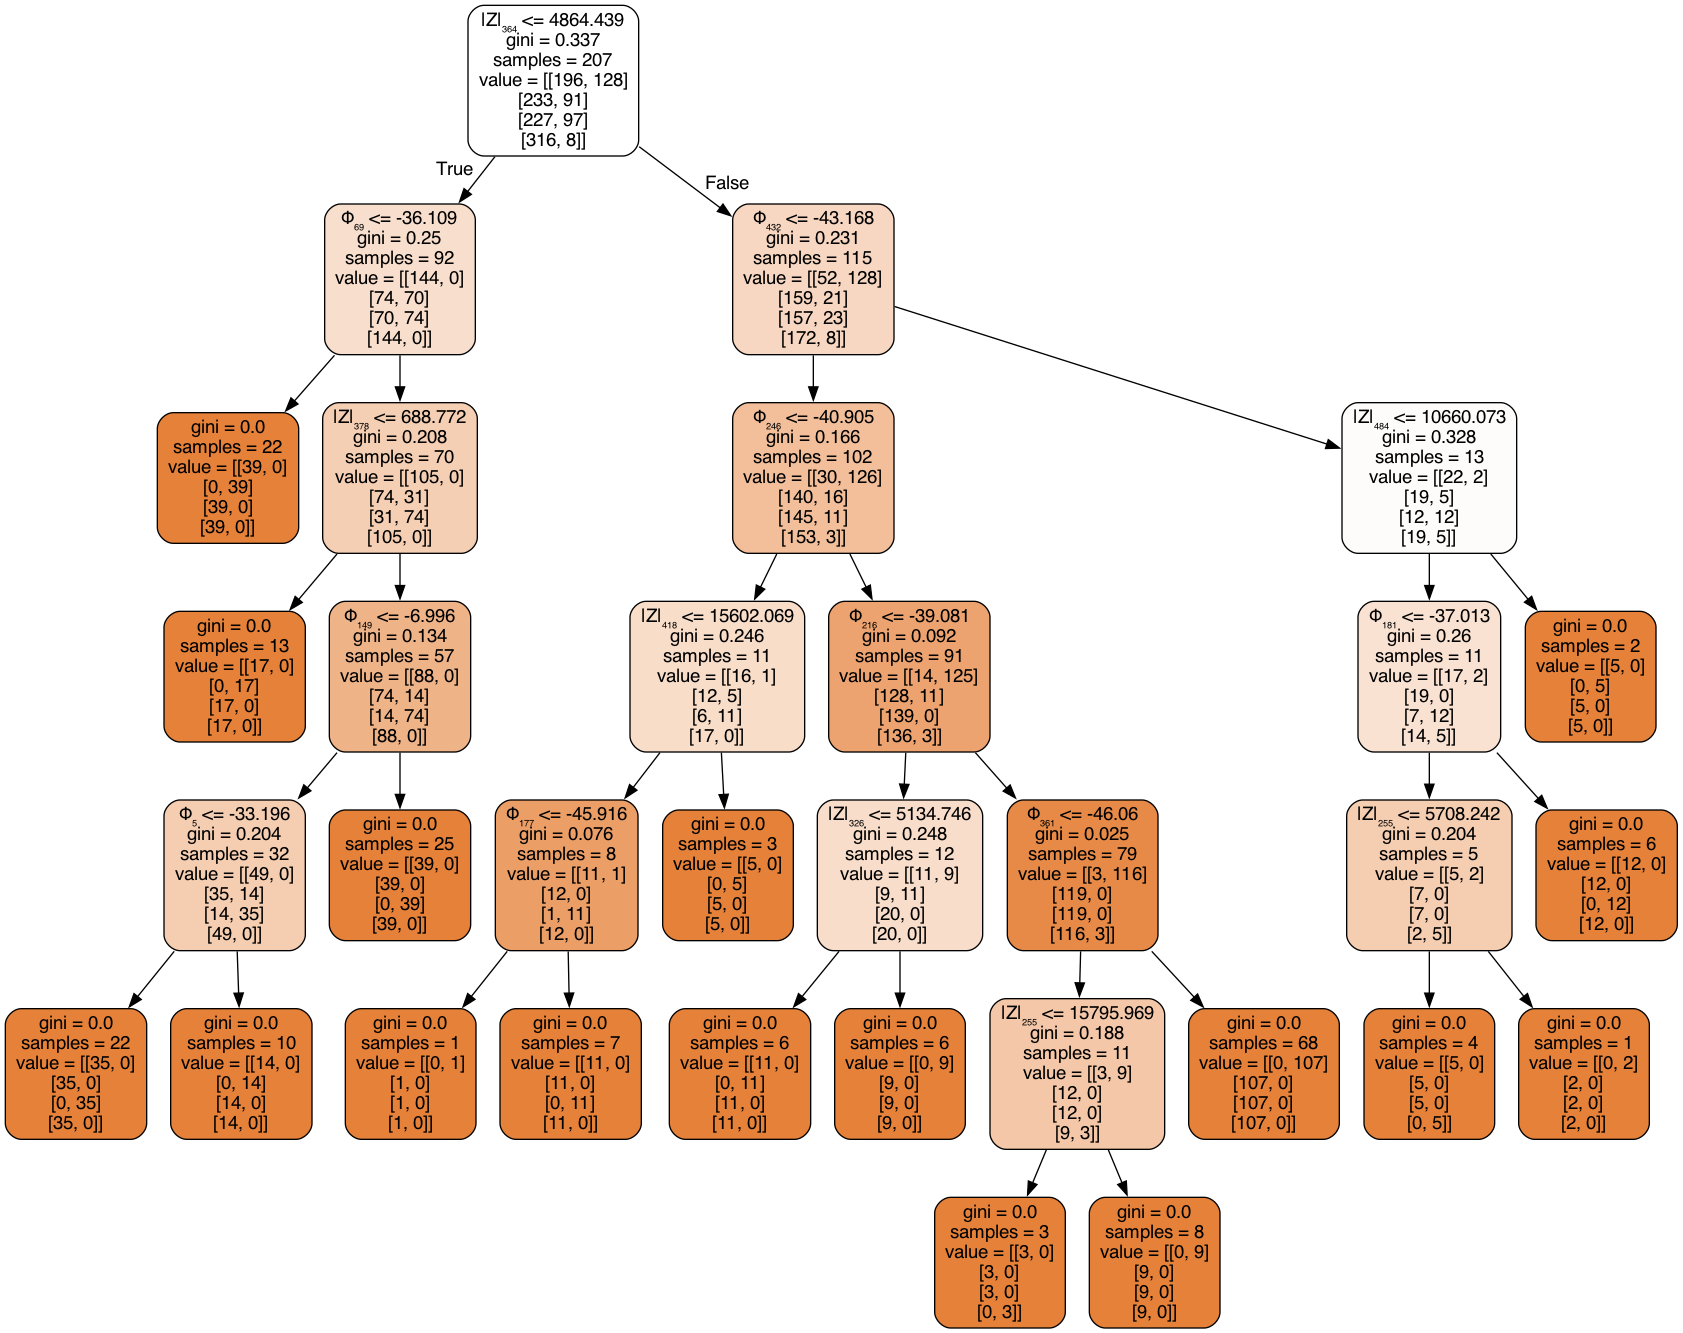 |Z|₃₆₄ <= 4864.439
gini = 0.337
samples = 207
value = [[196, 128]
[233, 91]
[227, 97]
[316, 8]]
True
False
Φ₆₉ <= -36.109
gini = 0.25
samples = 92
value = [[144, 0]
[74, 70]
[70, 74]
[144, 0]]
Φ₄₃₂ <= -43.168
gini = 0.231
samples = 115
value = [[52, 128]
[159, 21]
[157, 23]
[172, 8]]
gini = 0.0
samples = 22
value = [[39, 0]
[0, 39]
[39, 0]
[39, 0]]
|Z|₃₇₈ <= 688.772
gini = 0.208
samples = 70
value = [[105, 0]
[74, 31]
[31, 74]
[105, 0]]
Φ₂₄₆ <= -40.905
gini = 0.166
samples = 102
value = [[30, 126]
[140, 16]
[145, 11]
[153, 3]]
|Z|₄₈₄ <= 10660.073
gini = 0.328
samples = 13
value = [[22, 2]
[19, 5]
[12, 12]
[19, 5]]
gini = 0.0
samples = 13
value = [[17, 0]
[0, 17]
[17, 0]
[17, 0]]
Φ₁₄₉ <= -6.996
gini = 0.134
samples = 57
value = [[88, 0]
[74, 14]
[14, 74]
[88, 0]]
|Z|₄₁₈ <= 15602.069
gini = 0.246
samples = 11
value = [[16, 1]
[12, 5]
[6, 11]
[17, 0]]
Φ₂₁₆ <= -39.081
gini = 0.092
samples = 91
value = [[14, 125]
[128, 11]
[139, 0]
[136, 3]]
Φ₁₈₁ <= -37.013
gini = 0.26
samples = 11
value = [[17, 2]
[19, 0]
[7, 12]
[14, 5]]
gini = 0.0
samples = 2
value = [[5, 0]
[0, 5]
[5, 0]
[5, 0]]
Φ₅ <= -33.196
gini = 0.204
samples = 32
value = [[49, 0]
[35, 14]
[14, 35]
[49, 0]]
gini = 0.0
samples = 25
value = [[39, 0]
[39, 0]
[0, 39]
[39, 0]]
Φ₁₇₇ <= -45.916
gini = 0.076
samples = 8
value = [[11, 1]
[12, 0]
[1, 11]
[12, 0]]
gini = 0.0
samples = 3
value = [[5, 0]
[0, 5]
[5, 0]
[5, 0]]
|Z|₃₂₆ <= 5134.746
gini = 0.248
samples = 12
value = [[11, 9]
[9, 11]
[20, 0]
[20, 0]]
Φ₃₆₁ <= -46.06
gini = 0.025
samples = 79
value = [[3, 116]
[119, 0]
[119, 0]
[116, 3]]
|Z|₂₅₅ <= 5708.242
gini = 0.204
samples = 5
value = [[5, 2]
[7, 0]
[7, 0]
[2, 5]]
gini = 0.0
samples = 6
value = [[12, 0]
[12, 0]
[0, 12]
[12, 0]]
gini = 0.0
samples = 22
value = [[35, 0]
[35, 0]
[0, 35]
[35, 0]]
gini = 0.0
samples = 10
value = [[14, 0]
[0, 14]
[14, 0]
[14, 0]]
gini = 0.0
samples = 1
value = [[0, 1]
[1, 0]
[1, 0]
[1, 0]]
gini = 0.0
samples = 7
value = [[11, 0]
[11, 0]
[0, 11]
[11, 0]]
gini = 0.0
samples = 6
value = [[11, 0]
[0, 11]
[11, 0]
[11, 0]]
gini = 0.0
samples = 6
value = [[0, 9]
[9, 0]
[9, 0]
[9, 0]]
|Z|₂₅₅ <= 15795.969
gini = 0.188
samples = 11
value = [[3, 9]
[12, 0]
[12, 0]
[9, 3]]
gini = 0.0
samples = 68
value = [[0, 107]
[107, 0]
[107, 0]
[107, 0]]
gini = 0.0
samples = 4
value = [[5, 0]
[5, 0]
[5, 0]
[0, 5]]
gini = 0.0
samples = 1
value = [[0, 2]
[2, 0]
[2, 0]
[2, 0]]
gini = 0.0
samples = 3
value = [[3, 0]
[3, 0]
[3, 0]
[0, 3]]
gini = 0.0
samples = 8
value = [[0, 9]
[9, 0]
[9, 0]
[9, 0]]